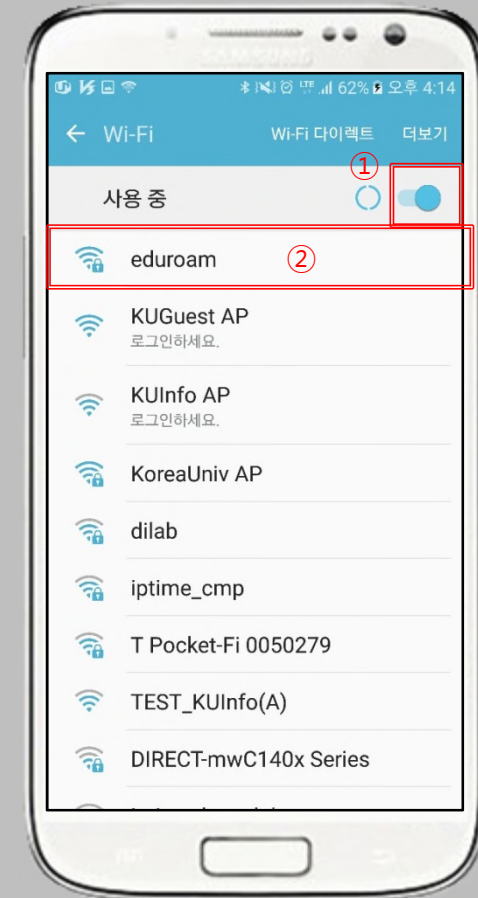 SAMSUNG
LTE 62% 오후 4:14
Wi-Fi Wi-Fi 다이렉트 더보기
①
사용 중
eduroam ②
KUGuest AP
로그인하세요.
KUInfo AP
로그인하세요.
KoreaUniv AP
dilab
iptime_cmp
T Pocket-Fi 0050279
TEST_KUInfo(A)
DIRECT-mwC140x Series